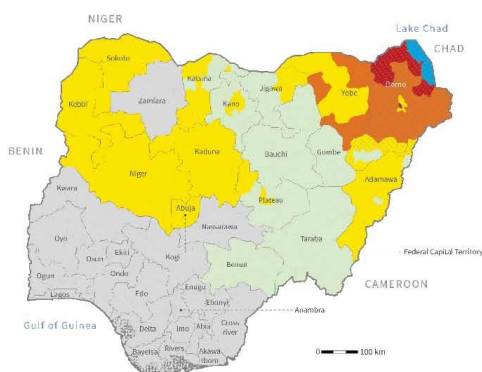 NIGER
Lake Chad
CHAD
Sokoto
Katsina
Borno
Jigawa
Yobe
Kebbi
Zamfara
Kano
BENIN
Kaduna
Bauchi
Gombe
Niger
Adamawa
Kwara
Abuja
Plateau
Nassarawa
Oyo
Taraba
Federal Capital Territory
Ekiti
Kogi
Osun
Benue
CAMEROON
Ogun
Ondo
Lagos
Edo
Enugu
Ebonyi
Anambra
Gulf of Guinea
Delta
Imo
Abia
Cross
river
Bayelsa
Rivers
Akawa
Ibom
0
100 km